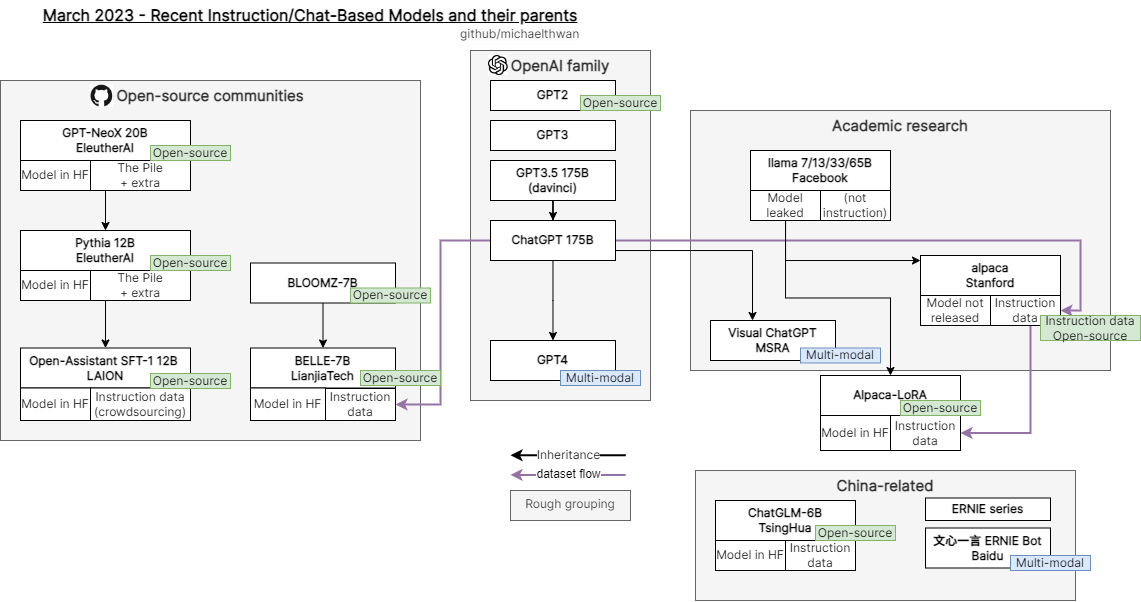 March 2023 - Recent Instruction/Chat-Based Models and their parents
github/michaelthwan
Open-source communities
GPT-NeoX 20B
EleutherAI
Open-source
Model in HF
The Pile
+ extra
Pythia 12B
EleutherAI
Open-source
Model in HF
The Pile
+ extra
Open-Assistant SFT-1 12B
LAION
Open-source
Model in HF
Instruction data
(crowdsourcing)
BLOOMZ-7B
Open-source
BELLE-7B
LianjiaTech
Open-source
Model in HF
Instruction
data
OpenAI family
GPT2
Open-source
GPT3
GPT3.5 175B
(davinci)
ChatGPT 175B
GPT4
Multi-modal
Inheritance
dataset flow
Rough grouping
Academic research
llama 7/13/33/65B
Facebook
Model
leaked
(not
instruction)
alpaca
Stanford
Model not
released
Instruction
data
Instruction data
Open-source
Visual ChatGPT
MSRA
Multi-modal
Alpaca-LoRA
Open-source
Model in HF
Instruction
data
China-related
ChatGLM-6B
TsingHua
Open-source
Model in HF
Instruction
data
ERNIE series
文心一言 ERNIE Bot
Baidu
Multi-modal